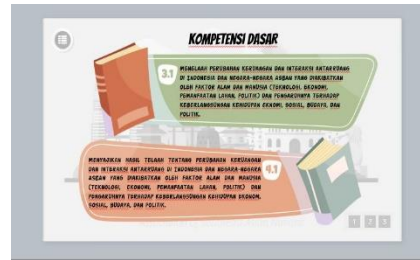 KOMPETENSI DASAR
3.1
MENELAAH PERUBAHAN KERUANGAN DAN INTERAKSI ANTARRUANG
DI INDONESIA DAN NEGARA-NEGARA ASEAN YANG DIAKIBATKAN
OLEH FAKTOR ALAM DAN MANUSIA (TEKNOLOGI, EKONOMI,
PEMANFAATAN LAHAN, POLITIK) DAN PENGARUHNYA TERHADAP
KEBERLANGSUNGAN KEHIDUPAN EKONOMI, SOSIAL, BUDAYA, DAN
POLITIK.
4.1
MENYAJIKAN HASIL TELAAH TENTANG PERUBAHAN KERUANGAN
DAN INTERAKSI ANTARRUANG DI INDONESIA DAN NEGARA-NEGARA
ASEAN YANG DIAKIBATKAN OLEH FAKTOR ALAM DAN MANUSIA
(TEKNOLOGI, EKONOMI, PEMANFAATAN LAHAN, POLITIK) DAN
PENGARUHNYA TERHADAP KEBERLANGSUNGAN KEHIDUPAN EKONOMI,
SOSIAL, BUDAYA, DAN POLITIK.
1 2 3